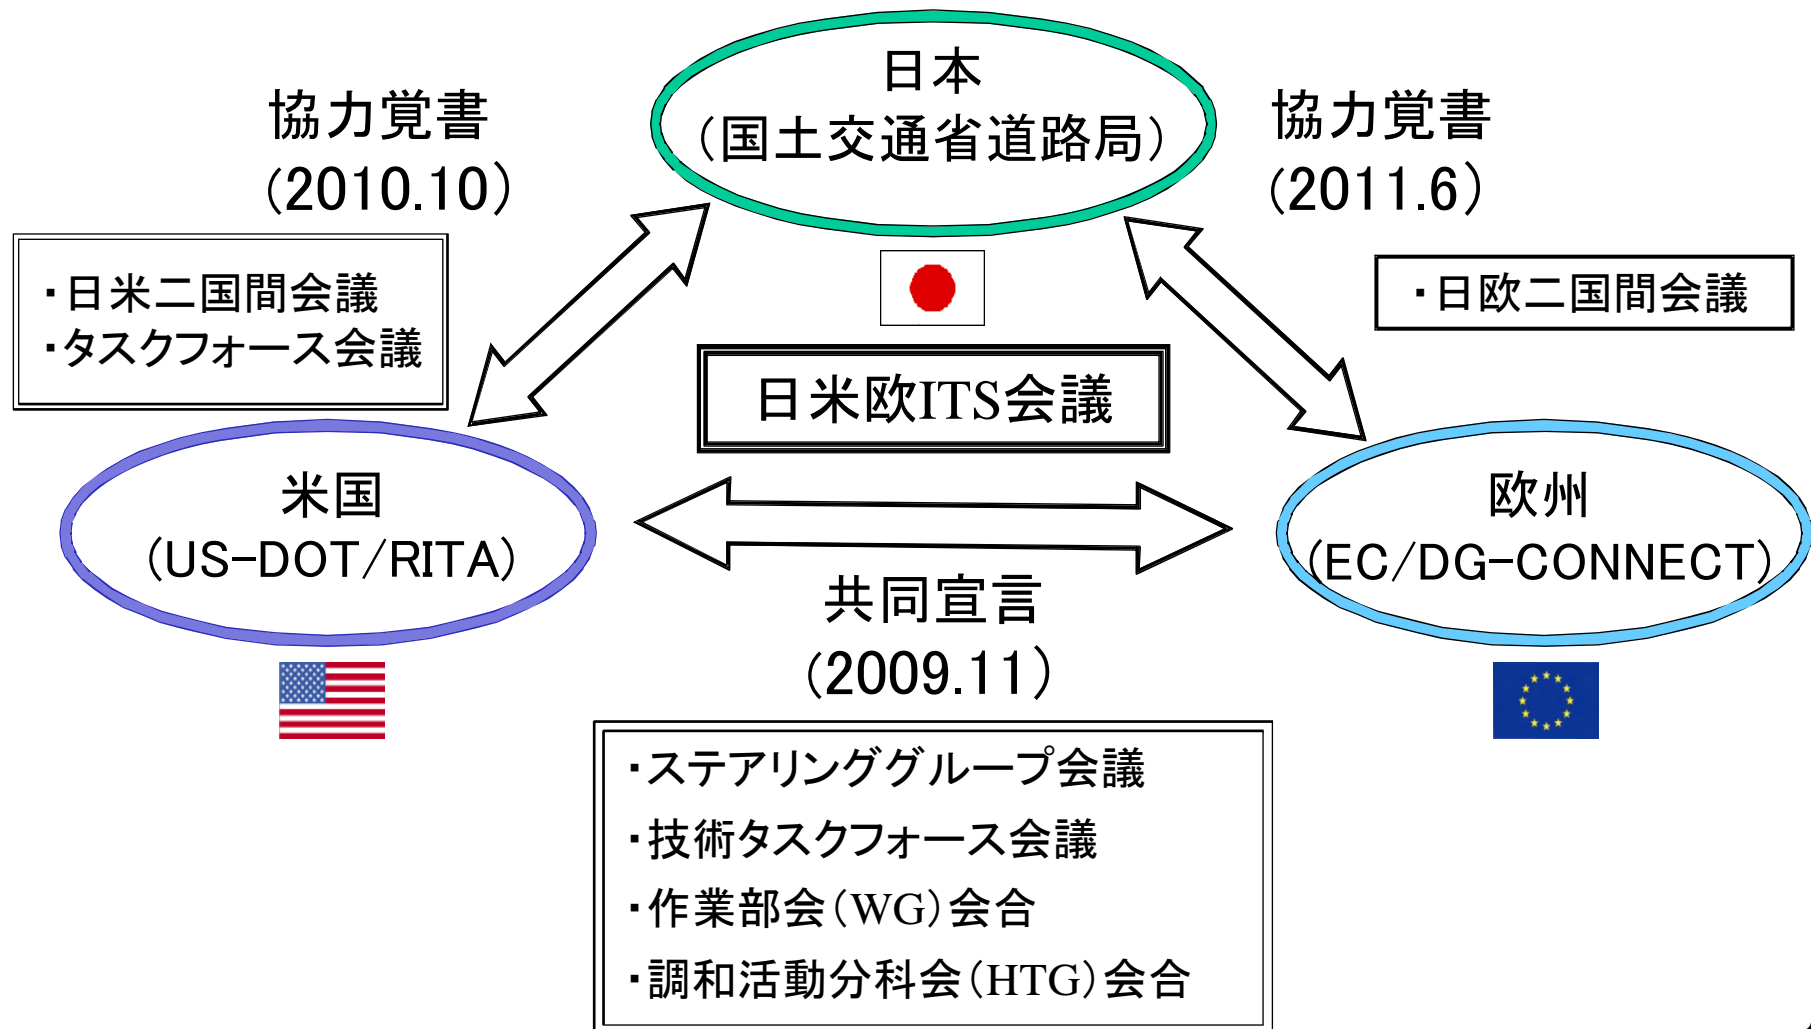 日本
（国土交通省道路局）
協力覚書
（2010.10）
協力覚書
（2011.6）
・日米二国間会議
・タスクフォース会議
・日欧二国間会議
日米欧ITS会議
米国
（US-DOT/RITA）
欧州
（EC/DG-CONNECT）
共同宣言
（2009.11）
・ステアリンググループ会議
・技術タスクフォース会議
・作業部会（WG）会合
・調和活動分科会（HTG）会合